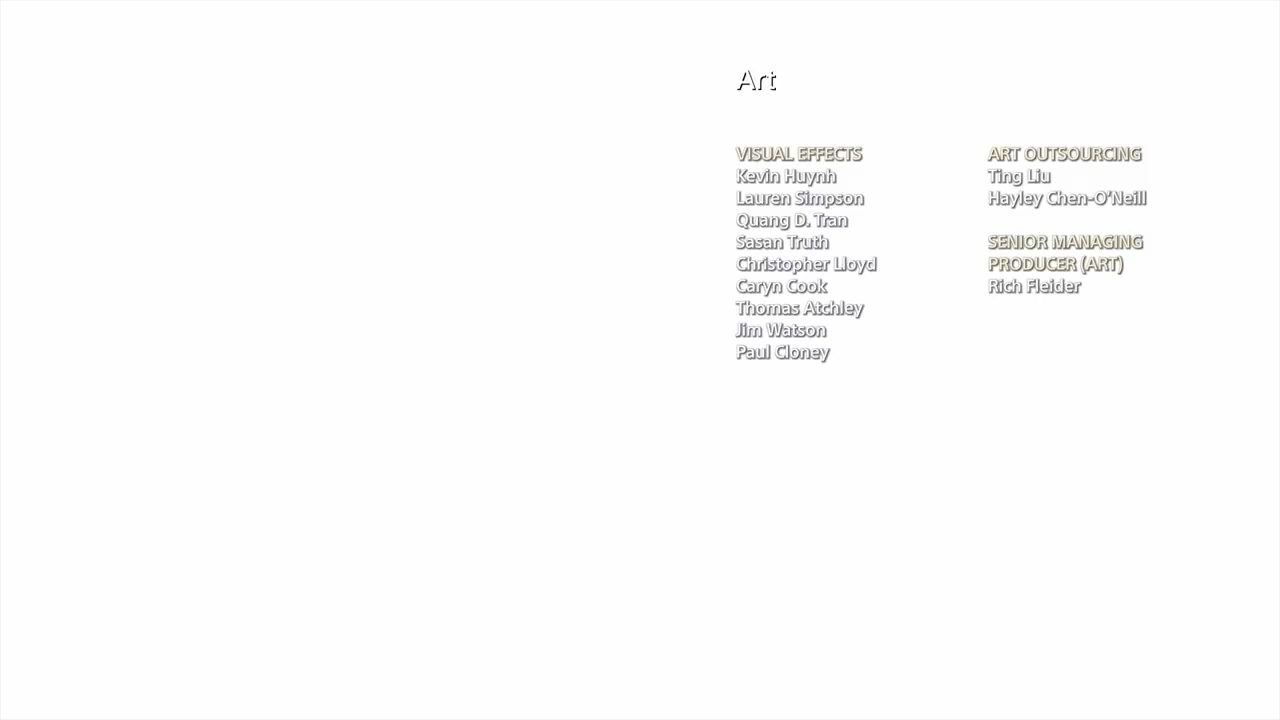 Art
VISUAL EFFECTS
Kevin Huynh
Lauren Simpson
Quang D. Tran
Sasan Truth
Christopher Lloyd
Caryn Cook
Thomas Atchley
Jim Watson
Paul Cloney
ART OUTSOURCING
Ting Liu
Hayley Chen-O'Neill
SENIOR MANAGING
PRODUCER (ART)
Rich Fleider